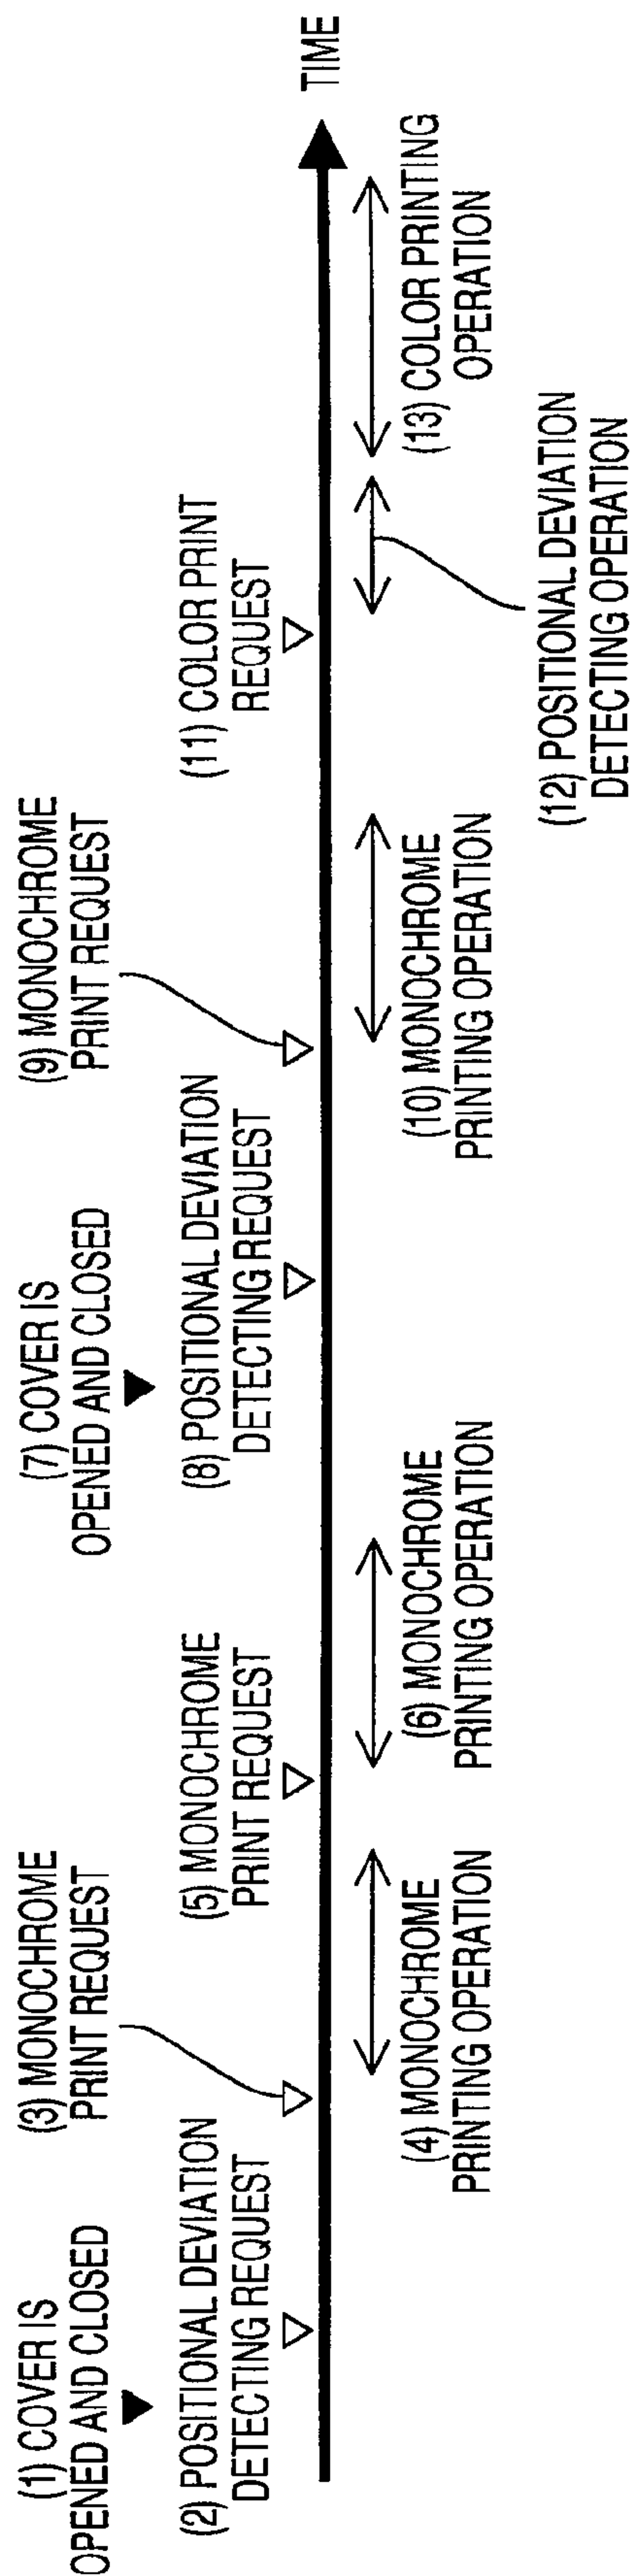 (1) COVER IS
OPENED AND CLOSED
(2) POSITIONAL DEVIATION
DETECTING REQUEST
(3) MONOCHROME
PRINT REQUEST
(4) MONOCHROME
PRINTING OPERATION
(5) MONOCHROME
PRINT REQUEST
(6) MONOCHROME
PRINTING OPERATION
(7) COVER IS
OPENED AND CLOSED
(8) POSITIONAL DEVIATION
DETECTING REQUEST
(9) MONOCHROME
PRINT REQUEST
(10) MONOCHROME
PRINTING OPERATION
(11) COLOR PRINT
REQUEST
(12) POSITIONAL DEVIATION
DETECTING OPERATION
(13) COLOR PRINTING
OPERATION
TIME